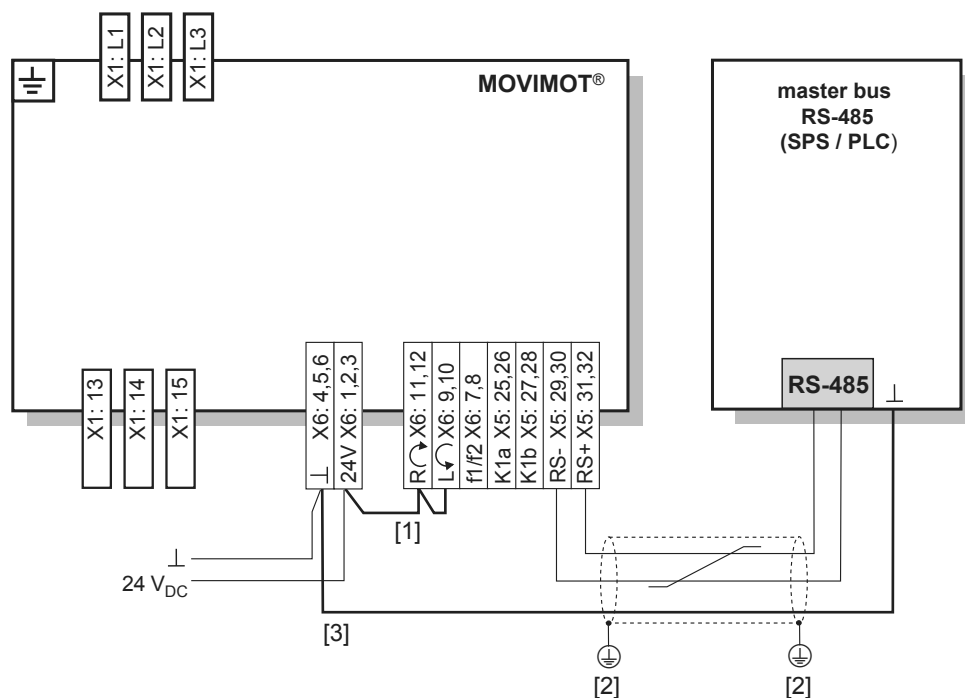 X1: L1
X1: L2
X1: L3
MOVIMOT®
master bus
RS-485
(SPS / PLC)
X1: 13
X1: 14
X1: 15
⊥ X6: 4,5,6
24V X6: 1,2,3
R X6: 11,12
L X6: 9,10
f1/f2 X6: 7,8
K1a X5: 25,26
K1b X5: 27,28
RS- X5: 29,30
RS+ X5: 31,32
RS-485
⊥
[1]
⊥
24 VDC
[3]
[2]
[2]